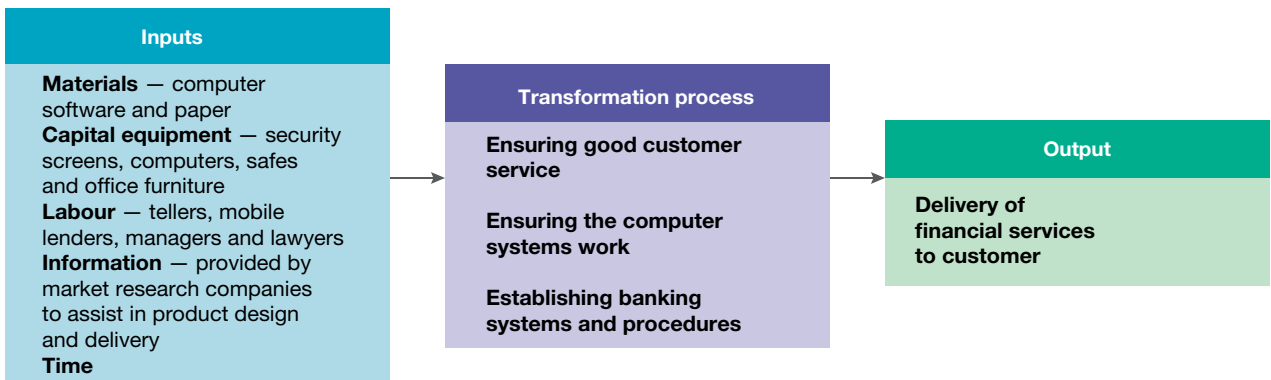 Inputs
Materials — computer
software and paper
Capital equipment — security
screens, computers, safes
and office furniture
Labour — tellers, mobile
lenders, managers and lawyers
Information — provided by
market research companies
to assist in product design
and delivery
Time
Transformation process
Ensuring good customer
service
Ensuring the computer
systems work
Establishing banking
systems and procedures
Output
Delivery of
financial services
to customer